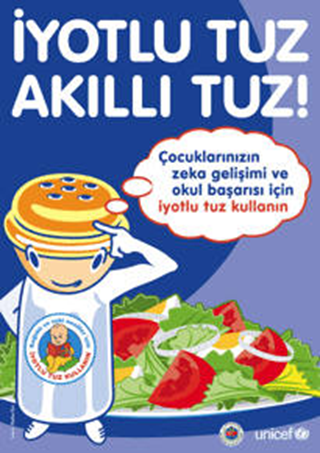 İYOTLU TUZ
AKILLI TUZ!
Çocuklarınızın
zeka gelişimi ve
okul başarısı için
iyotlu tuz kullanın
İYOTLU TUZ KULLANIN
unicef